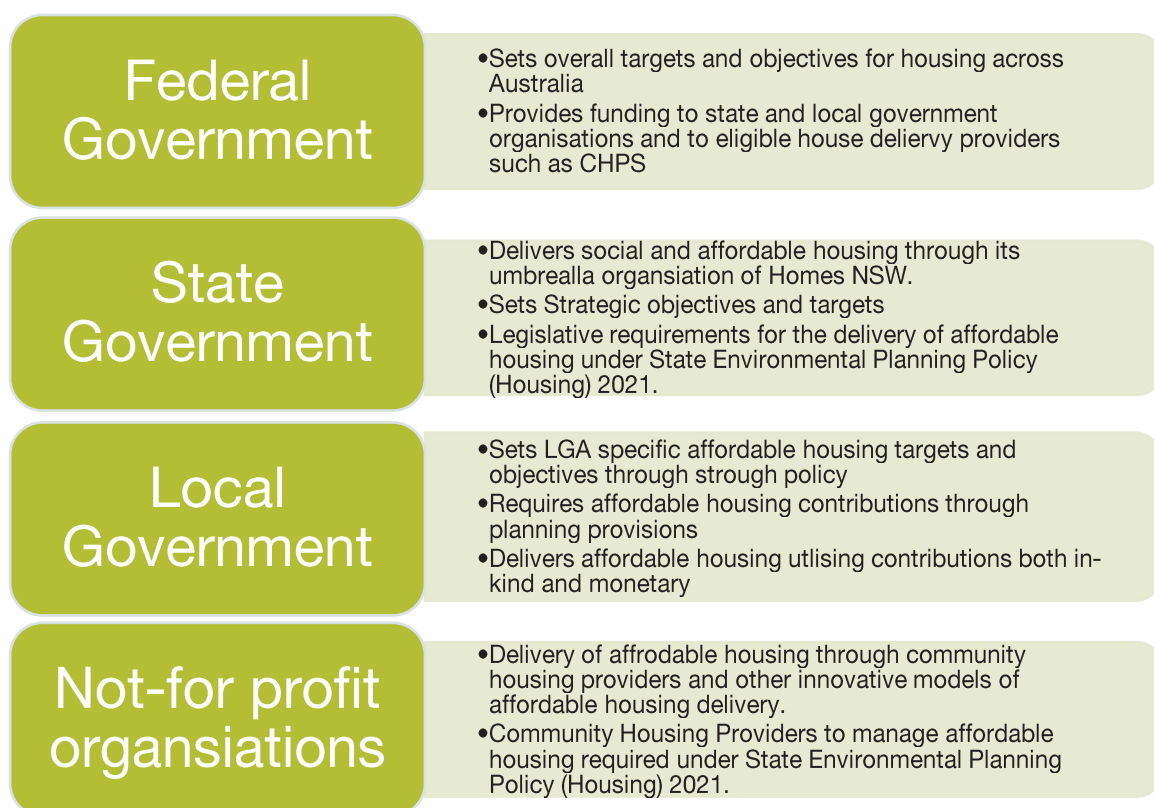 Federal
Government
•Sets overall targets and objectives for housing across
Australia
•Provides funding to state and local government
organisations and to eligible house deliervy providers
such as CHPS
State
Government
•Delivers social and affordable housing through its
umbrealla organsiation of Homes NSW.
•Sets Strategic objectives and targets
•Legislative requirements for the delivery of affordable
housing under State Environmental Planning Policy
(Housing) 2021.
Local
Government
•Sets LGA specific affordable housing targets and
objectives through strough policy
•Requires affordable housing contributions through
planning provisions
•Delivers affordable housing utlising contributions both in-
kind and monetary
Not-for profit
organsiations
•Delivery of affrodable housing through community
housing providers and other innovative models of
affordable housing delivery.
•Community Housing Providers to manage affordable
housing required under State Environmental Planning
Policy (Housing) 2021.